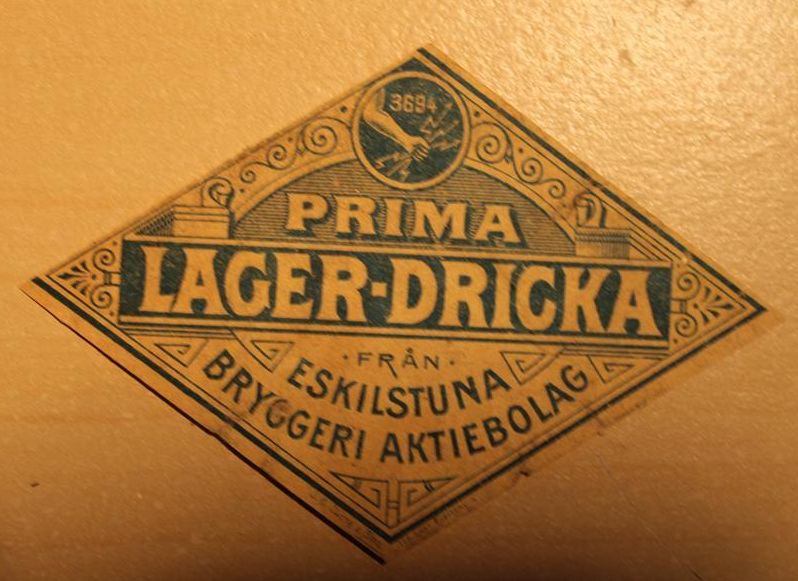 3694
PRIMA
LAGER-DRICKA
· FRÅN ·
ESKILSTUNA
BRYGGERI AKTIEBOLAG